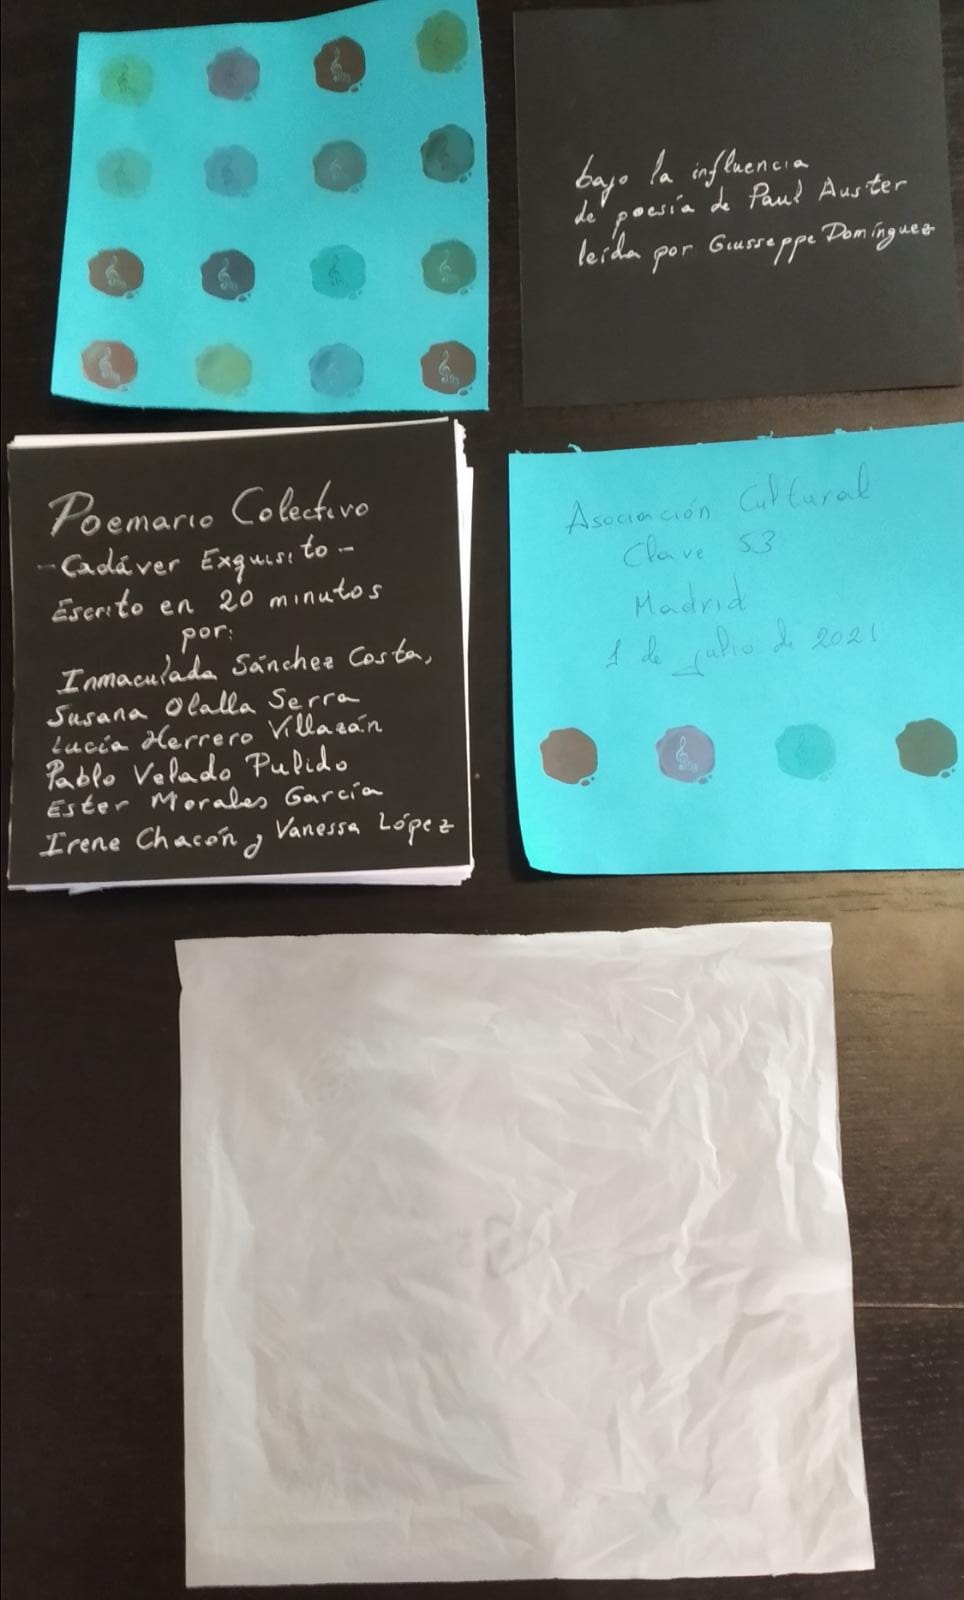 bajo la influencia
de poesía de Paul Auster
leída por Giusseppe Domínguez
Poemario Colectivo
-Cadáver Exquisito-
Escrito en 20 minutos
por:
Inmaculada Sánchez Costa,
Susana Olalla Serra
Lucía Herrero Villazán
Pablo Velado Pulido
Ester Morales García
Irene Chacón y Vanessa López
Asociación Cultural
Clave 53
Madrid
1 de julio de 2021